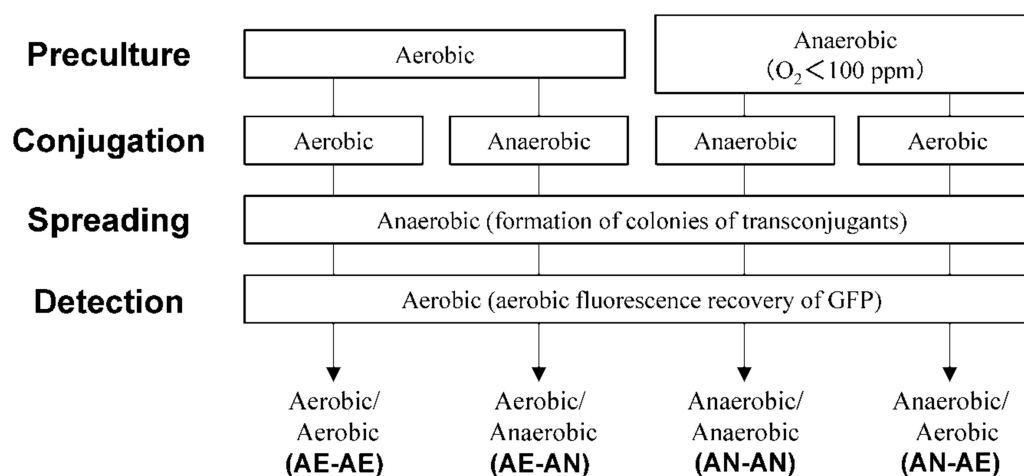 Preculture
Aerobic
Anaerobic
(O₂<100 ppm)
Conjugation
Aerobic
Anaerobic
Anaerobic
Aerobic
Spreading
Anaerobic (formation of colonies of transconjugants)
Detection
Aerobic (aerobic fluorescence recovery of GFP)
Aerobic/
Aerobic
(AE-AE)
Aerobic/
Anaerobic
(AE-AN)
Anaerobic/
Anaerobic
(AN-AN)
Anaerobic/
Aerobic
(AN-AE)